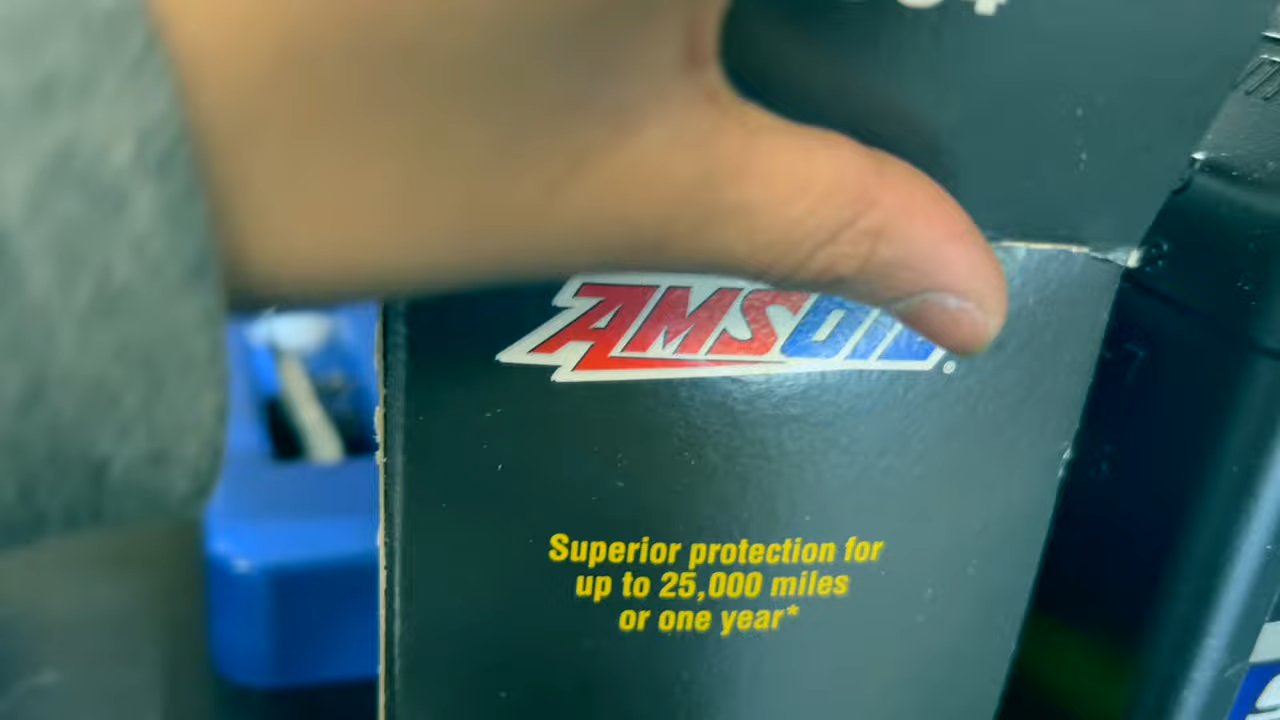 AMSOIL®
Superior protection for
up to 25,000 miles
or one year*